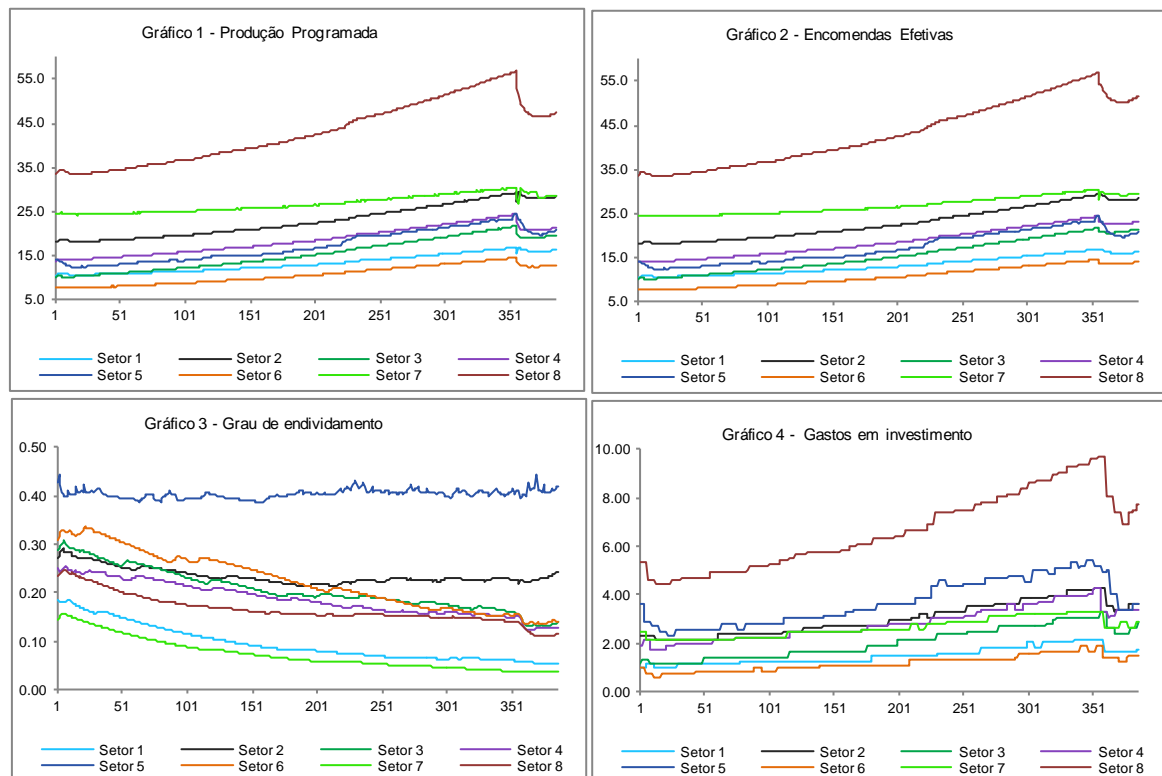 Gráfico 1 - Produção Programada
55.0
45.0
35.0
25.0
15.0
5.0
1 51 101 151 201 251 301 351
Setor 1 Setor 2 Setor 3 Setor 4
Setor 5 Setor 6 Setor 7 Setor 8
Gráfico 2 - Encomendas Efetivas
55.0
45.0
35.0
25.0
15.0
5.0
1 51 101 151 201 251 301 351
Setor 1 Setor 2 Setor 3 Setor 4
Setor 5 Setor 6 Setor 7 Setor 8
Gráfico 3 - Grau de endividamento
0.50
0.40
0.30
0.20
0.10
0.00
1 51 101 151 201 251 301 351
Setor 1 Setor 2 Setor 3 Setor 4
Setor 5 Setor 6 Setor 7 Setor 8
Gráfico 4 - Gastos em investimento
10.00
8.00
6.00
4.00
2.00
0.00
1 51 101 151 201 251 301 351
Setor 1 Setor 2 Setor 3 Setor 4
Setor 5 Setor 6 Setor 7 Setor 8